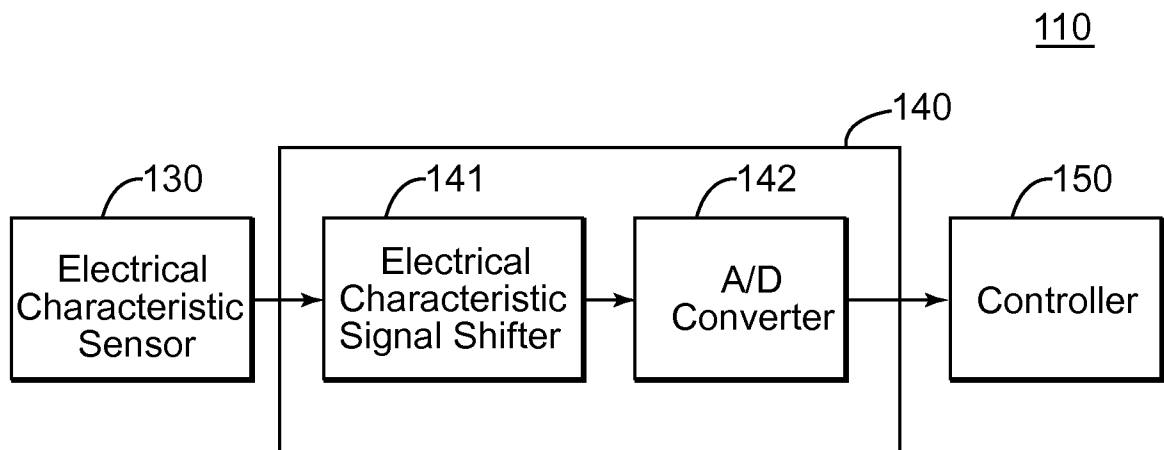 110
140
130
141
142
150
Electrical
Characteristic
Sensor
Electrical
Characteristic
Signal Shifter
A/D
Converter
Controller